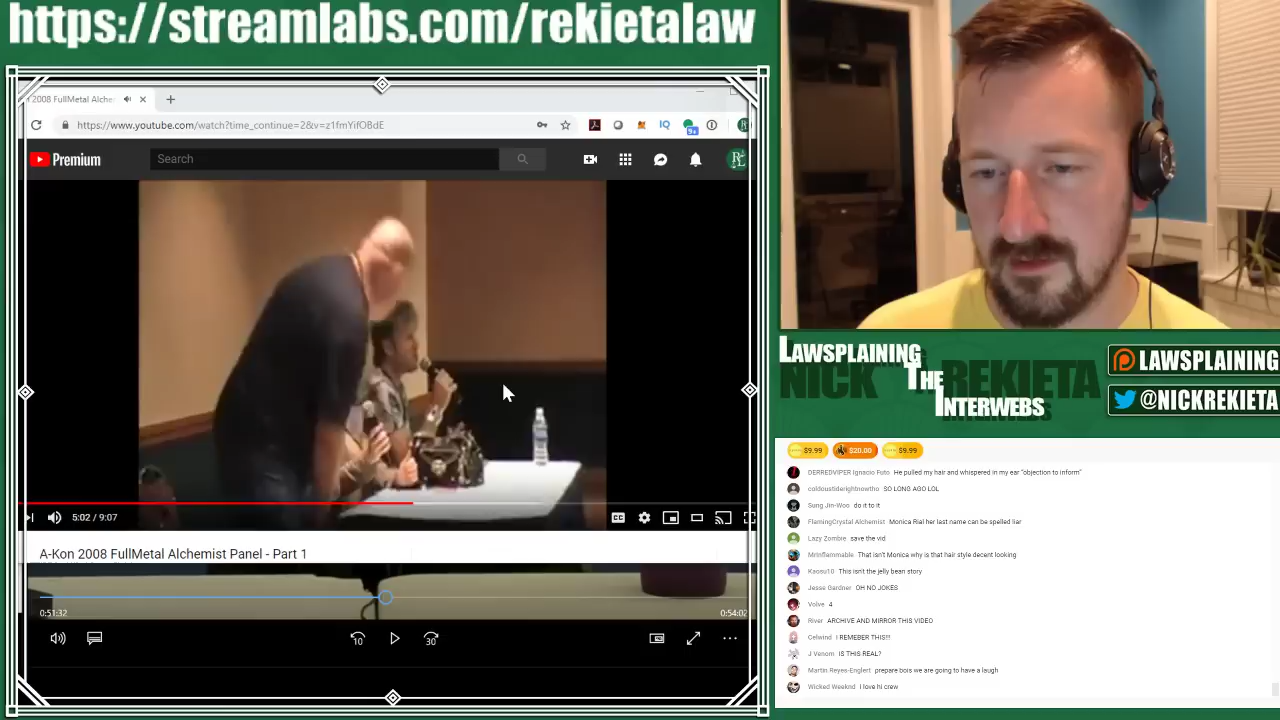 https://streamlabs.com/rekietalaw
2008 FullMetal Alche
https://www.youtube.com/watch?time_continue=2&v=z1fmYifOBdE
IQ
9+
Premium
Search
RL
5:02 / 9:07
CC
A-Kon 2008 FullMetal Alchemist Panel - Part 1
0:51:32
0:54:02
10
30
LAWSPLAINING
THE
INTERWEBS
NICK REKIETA
LAWSPLAINING
@NICKREKIETA
$9.99
$20.00
$9.99
DERREDVIPER Ignacio Futo He pulled my hair and whispered in my ear "objection to inform"
coldoustiderightnowtho SO LONG AGO LOL
Sung Jin-Woo do it to it
FlamingCrystal Alchemist Monica Rial her last name can be spelled liar
Lazy Zombie save the vid
MrInflammable That isn't Monica why is that hair style decent looking
Kaosu10 This isn't the jelly bean story
Jesse Gardner OH NO JOKES
Volve 4
River ARCHIVE AND MIRROR THIS VIDEO
Celwind I REMEBER THIS!!!
J Venom IS THIS REAL?
Martin Reyes-Englert prepare bois we are going to have a laugh
Wicked Weeknd I love hi crew